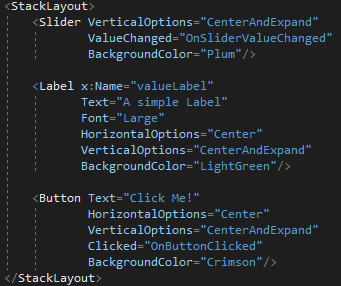 <StackLayout>
    <Slider VerticalOptions="CenterAndExpand"
            ValueChanged="OnSliderValueChanged"
            BackgroundColor="Plum"/>

    <Label x:Name="valueLabel"
           Text="A simple Label"
           Font="Large"
           HorizontalOptions="Center"
           VerticalOptions="CenterAndExpand"
           BackgroundColor="LightGreen"/>

    <Button Text="Click Me!"
            HorizontalOptions="Center"
            VerticalOptions="CenterAndExpand"
            Clicked="OnButtonClicked"
            BackgroundColor="Crimson"/>
</StackLayout>